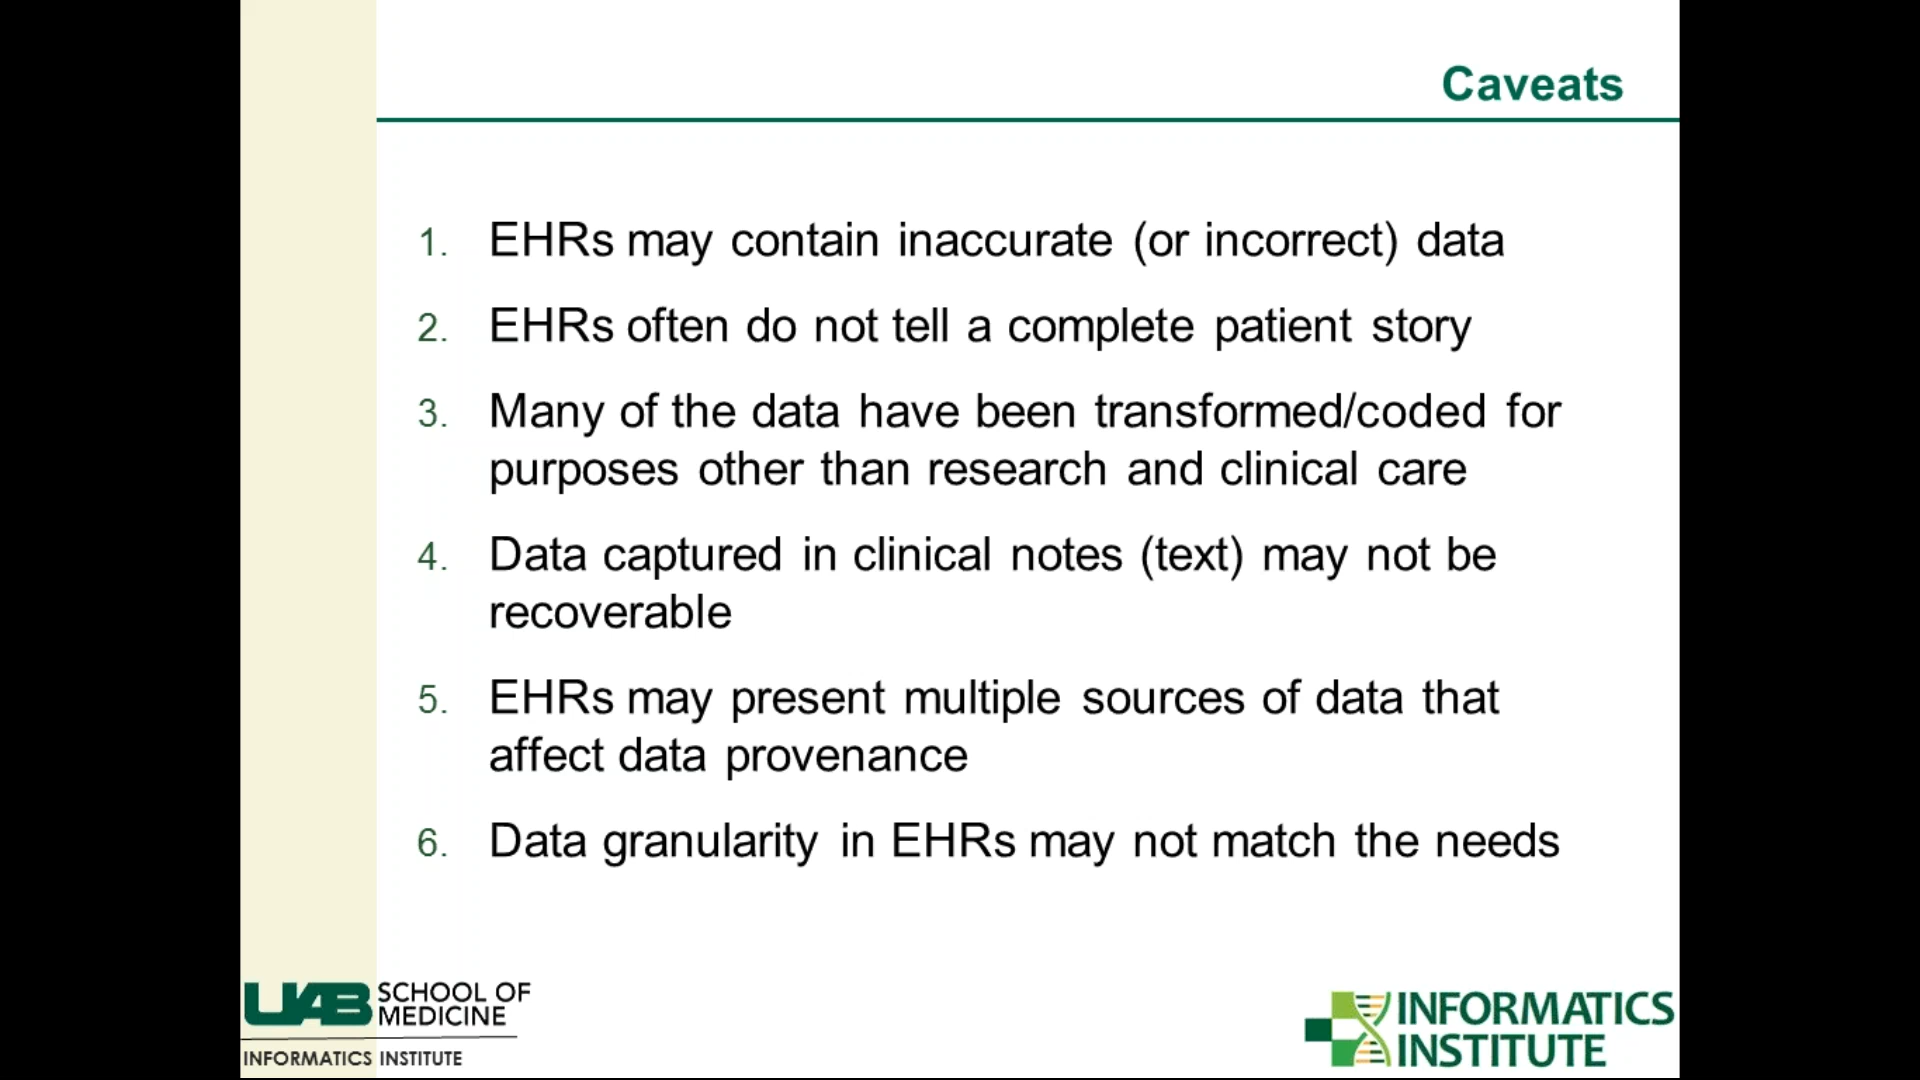 Caveats
1. EHRs may contain inaccurate (or incorrect) data
2. EHRs often do not tell a complete patient story
3. Many of the data have been transformed/coded for
purposes other than research and clinical care
4. Data captured in clinical notes (text) may not be
recoverable
5. EHRs may present multiple sources of data that
affect data provenance
6. Data granularity in EHRs may not match the needs
UAB SCHOOL OF
MEDICINE
INFORMATICS INSTITUTE
INFORMATICS
INSTITUTE